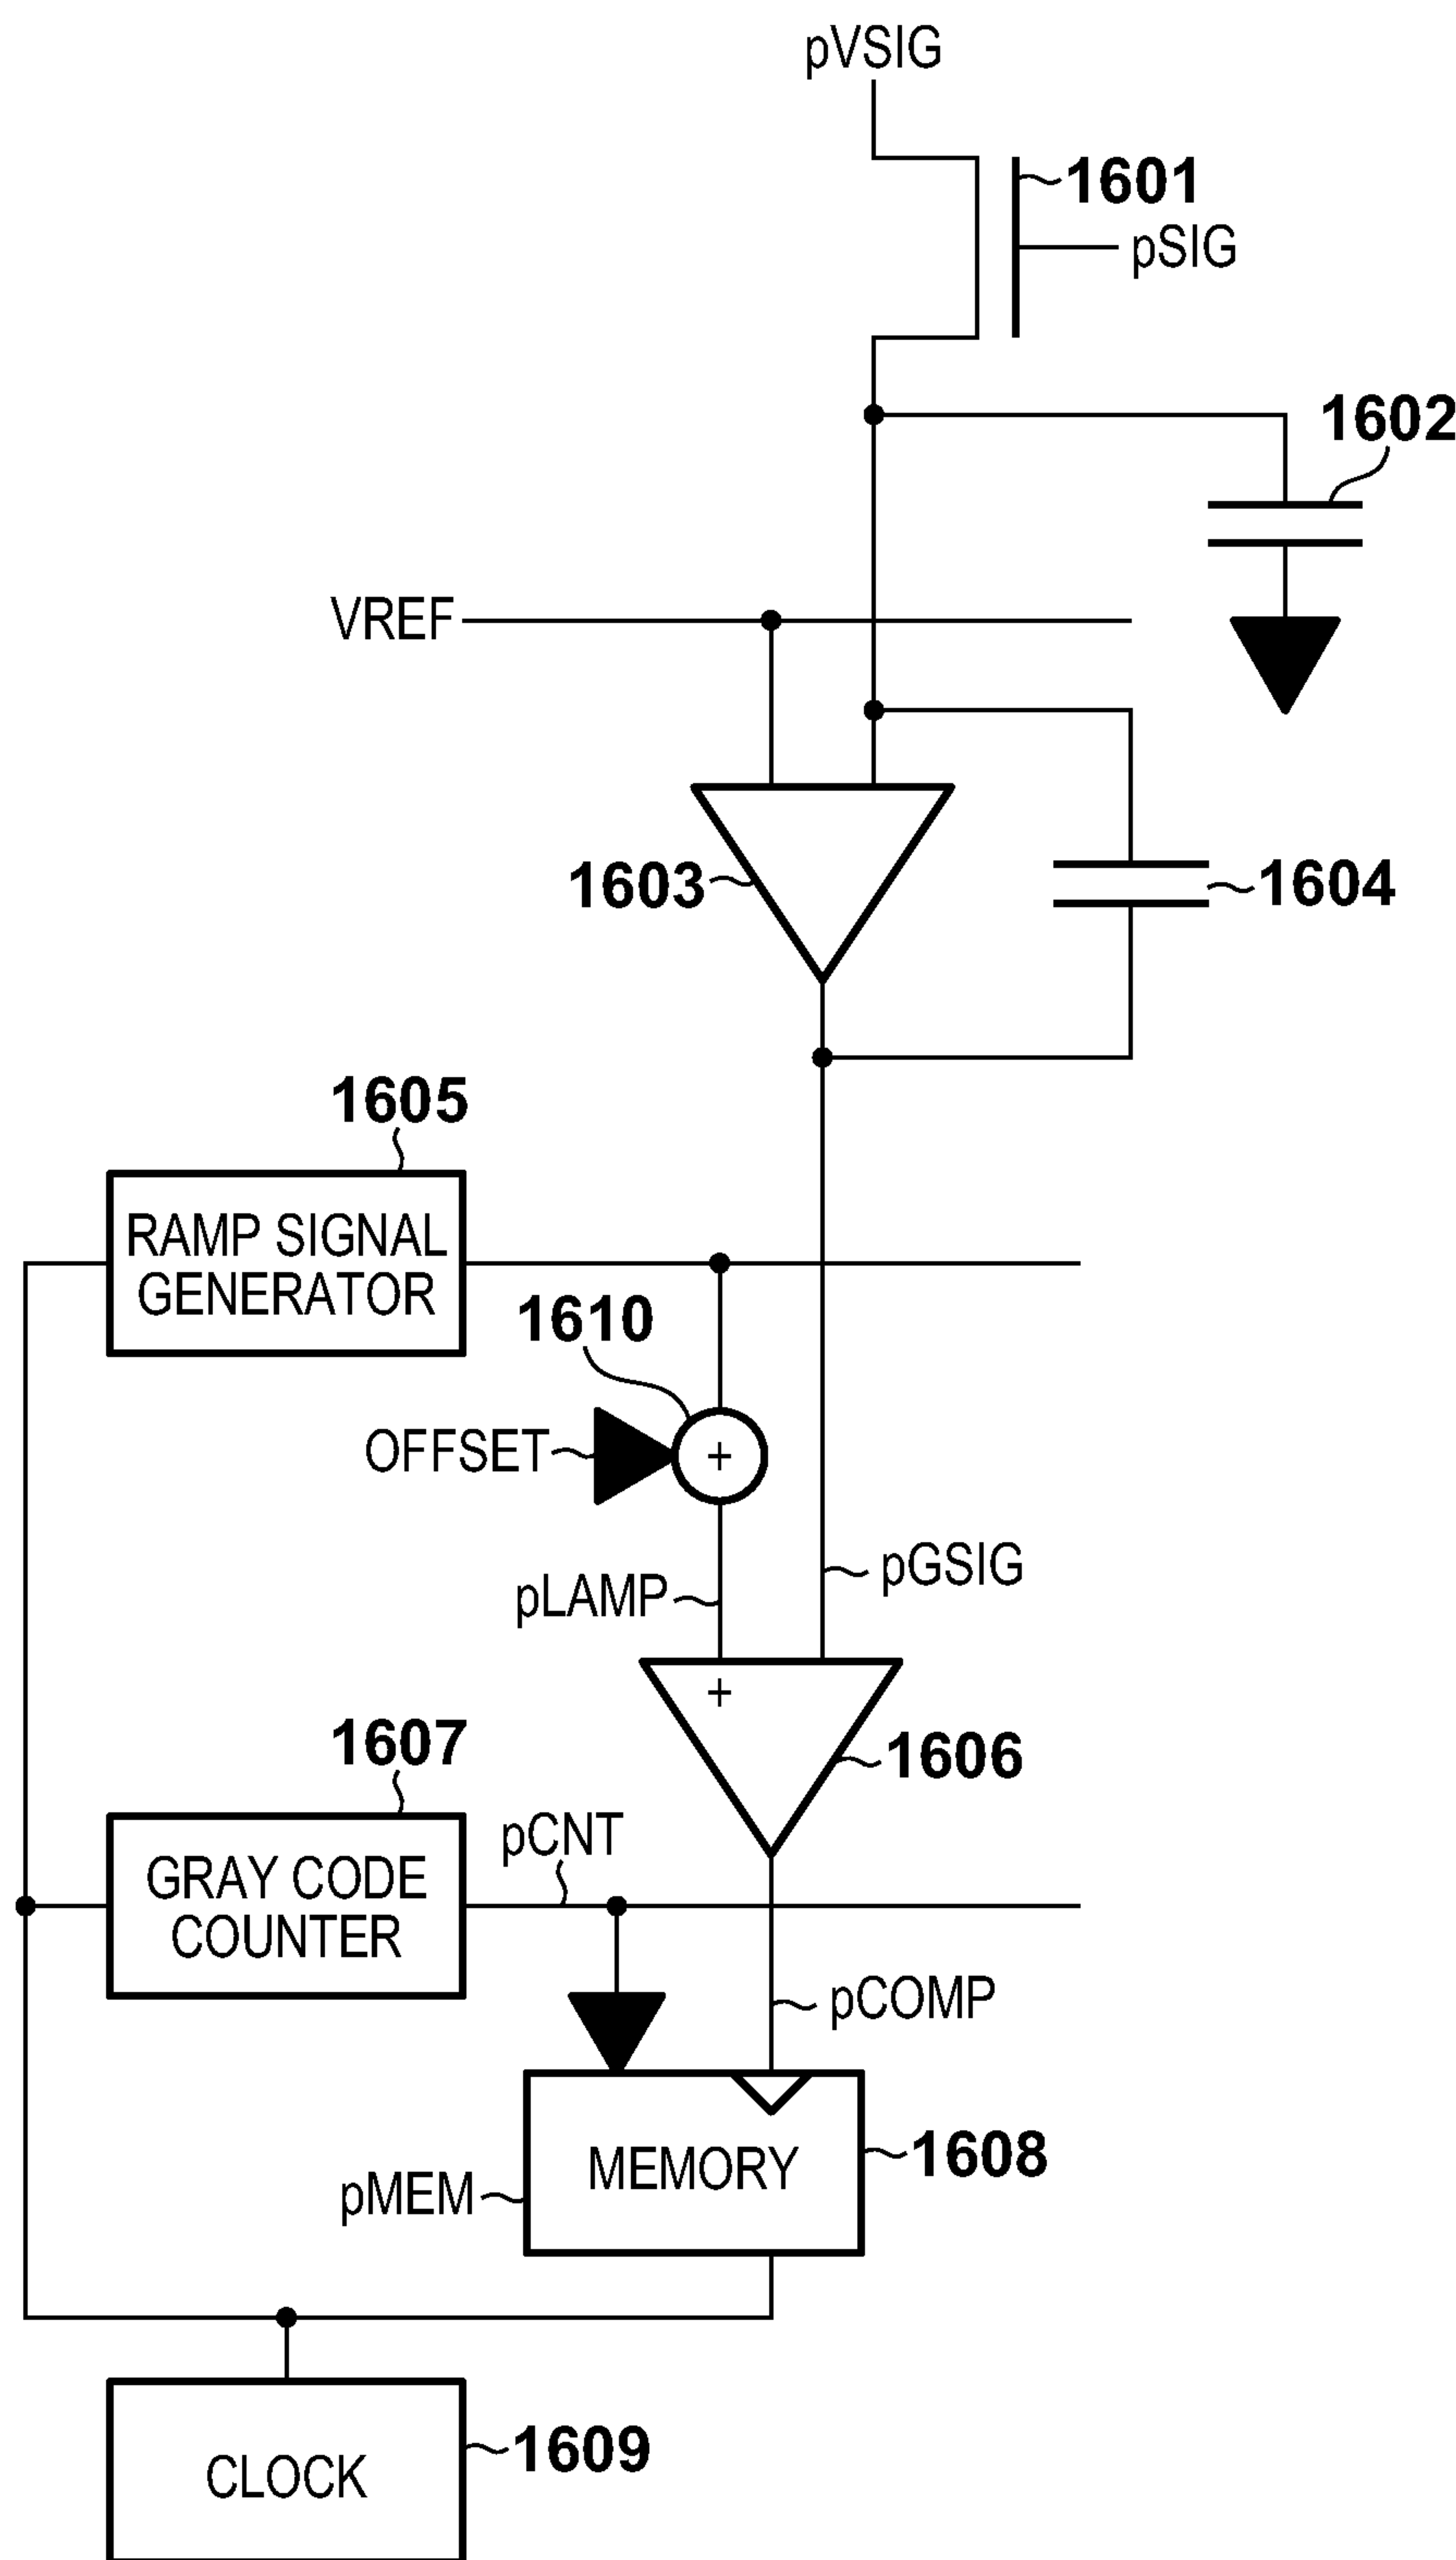 pVSIG
1601
pSIG
1602
VREF
1603
1604
1605
RAMP SIGNAL
GENERATOR
1610
OFFSET
+
pGSIG
pLAMP
+
1607
1606
pCNT
GRAY CODE
COUNTER
pCOMP
MEMORY
1608
pMEM
1609
CLOCK